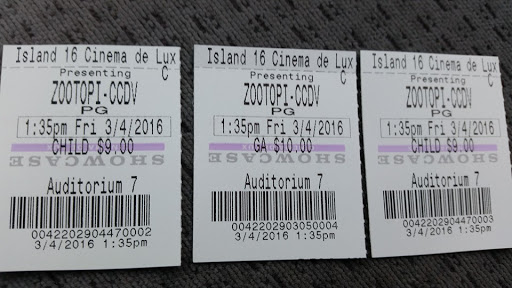 Island 16 Cinema de Lux
C
Presenting
ZOOTOPI-CCDV
PG
1:35pm Fri 3/4/2016
CHILD $9.00
SHOWCASE
Auditorium 7
0042202904470002
3/4/2016 1:35pm
Island 16 Cinema de Lux
C
Presenting
ZOOTOPI-CCDV
PG
1:35pm Fri 3/4/2016
GA $10.00
SHOWCASE
Auditorium 7
0042202903050004
3/4/2016 1:35pm
Island 16 Cinema de Lux
C
Presenting
ZOOTOPI-CCDV
PG
1:35pm Fri 3/4/2016
CHILD $9.00
SHOWCASE
Auditorium 7
0042202904470003
3/4/2016 1:35pm